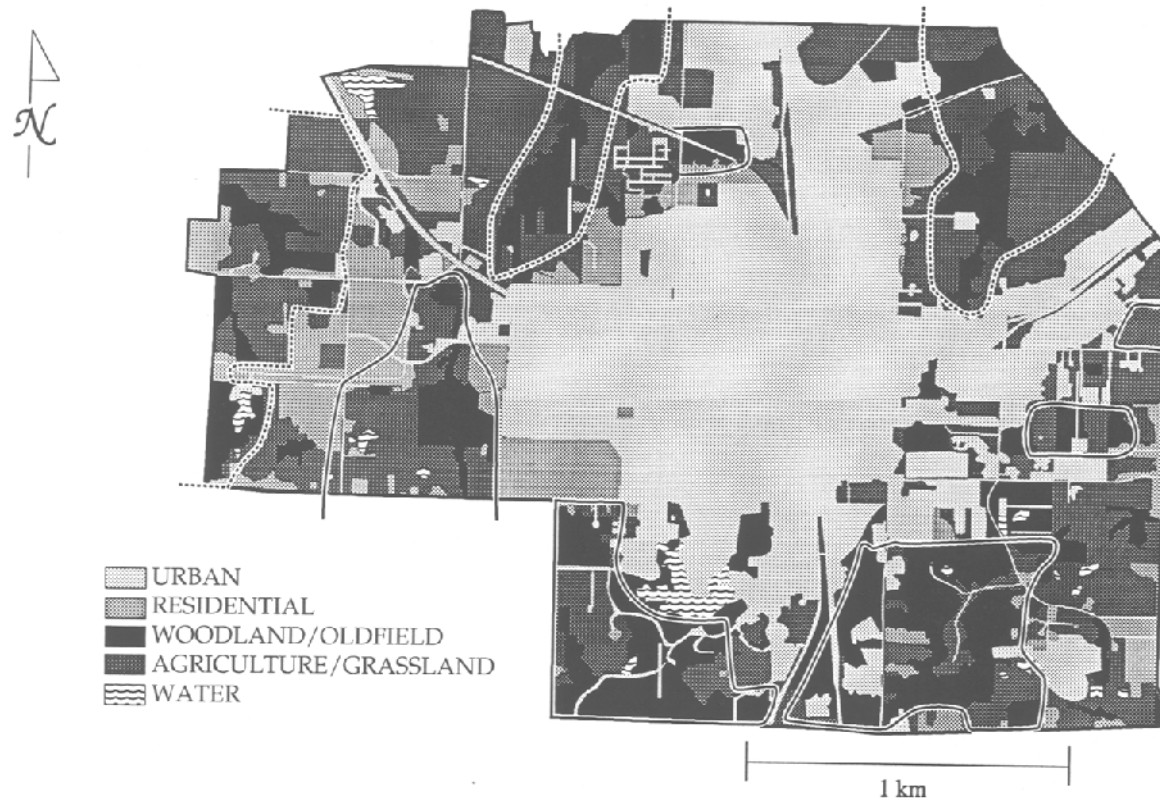 N
URBAN
RESIDENTIAL
WOODLAND/OLDFIELD
AGRICULTURE/GRASSLAND
WATER
1 km